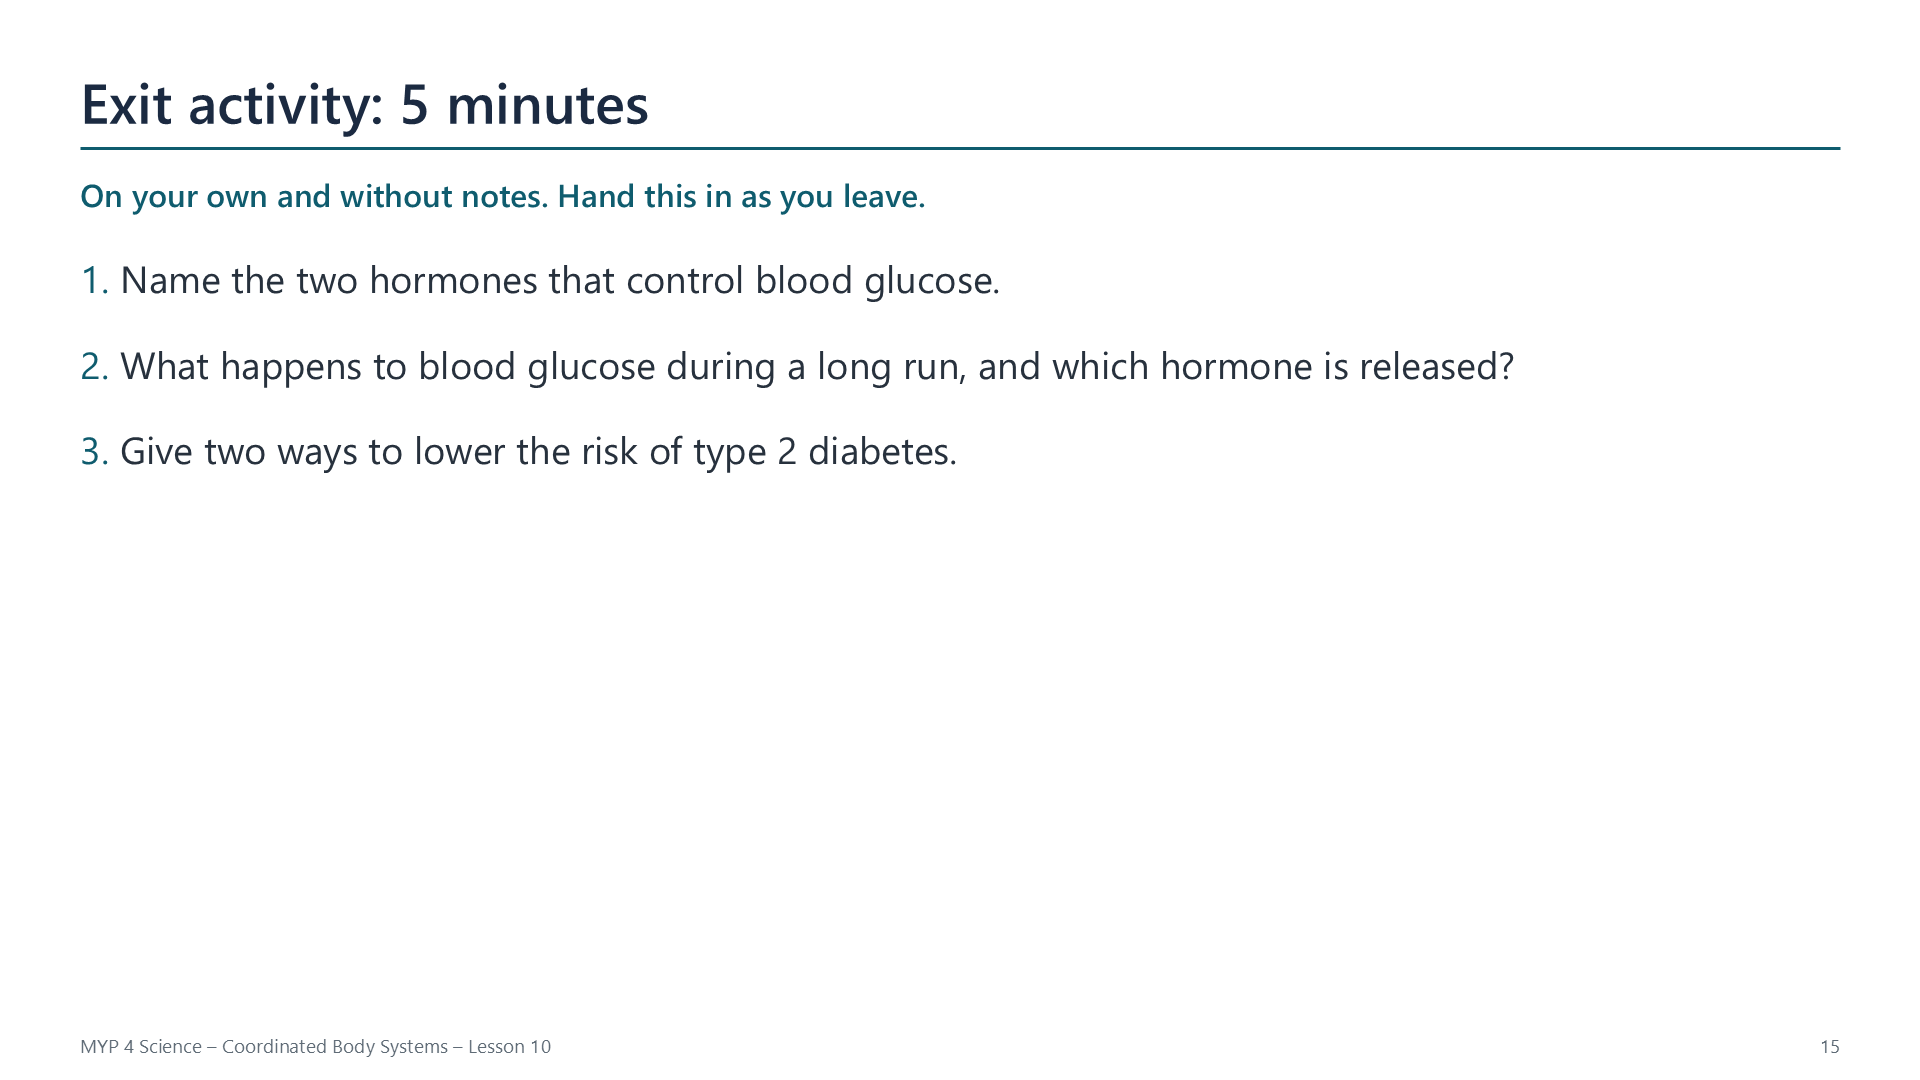 Exit activity: 5 minutes
On your own and without notes. Hand this in as you leave.
1. Name the two hormones that control blood glucose.
2. What happens to blood glucose during a long run, and which hormone is released?
3. Give two ways to lower the risk of type 2 diabetes.
MYP 4 Science – Coordinated Body Systems – Lesson 10
15